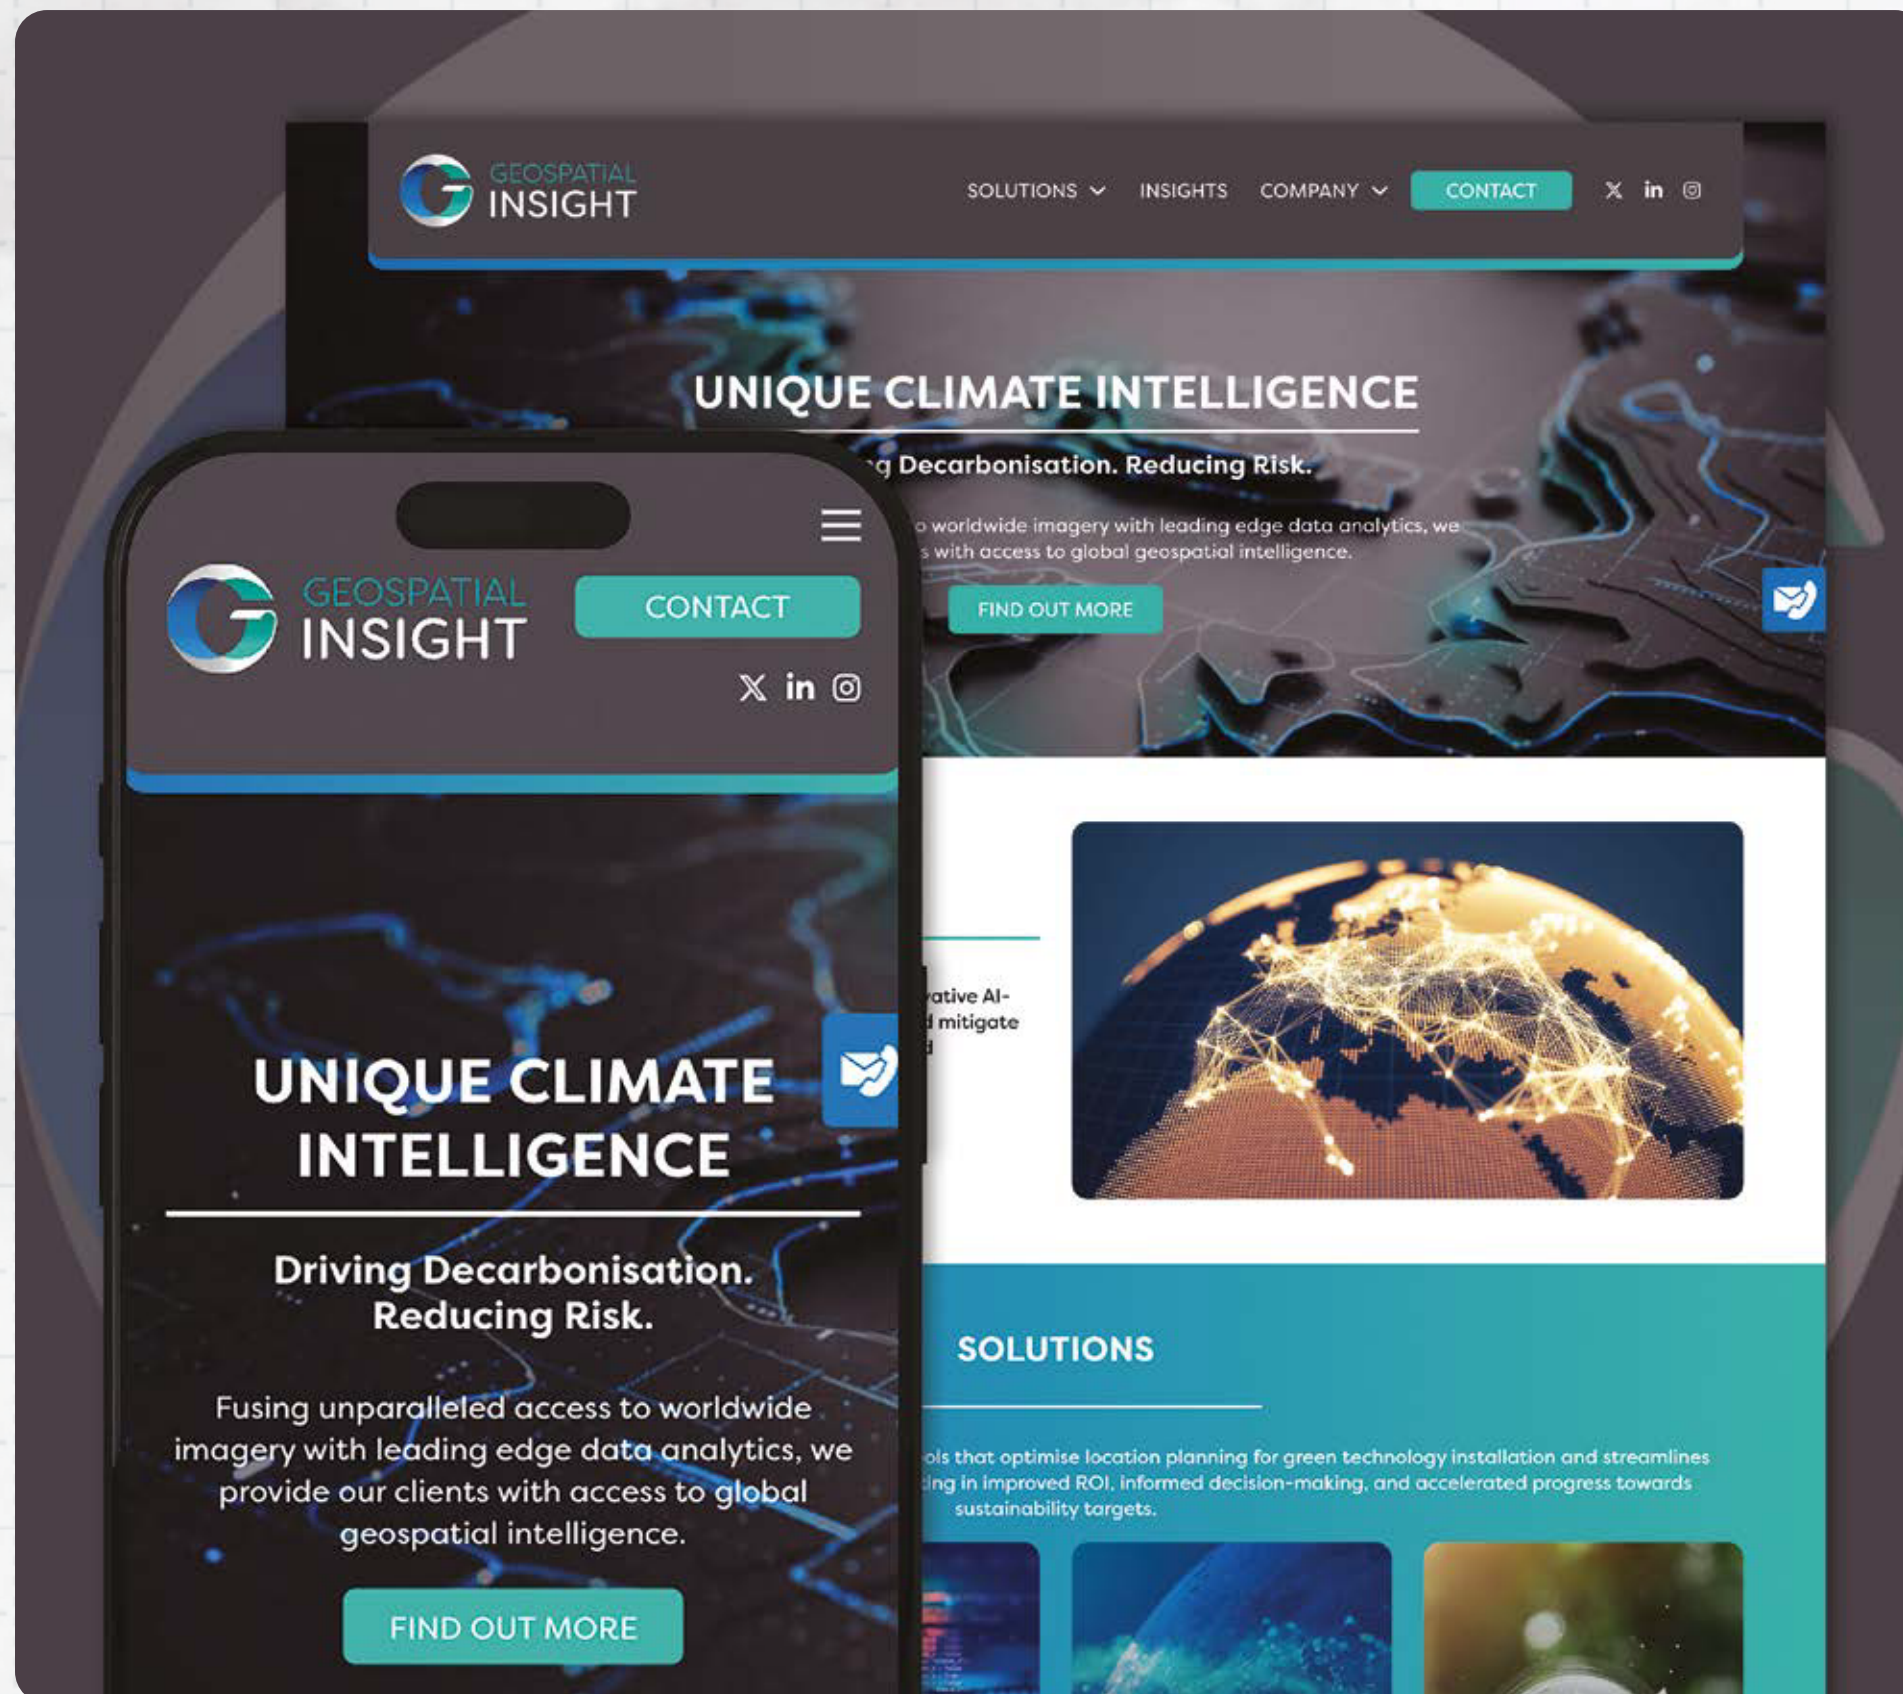 GEOSPATIAL
INSIGHT
SOLUTIONS
INSIGHTS
COMPANY
CONTACT
X in
UNIQUE CLIMATE INTELLIGENCE
Decarbonisation. Reducing Risk.
worldwide imagery with leading edge data analytics, we
with access to global geospatial intelligence.
FIND OUT MORE
GEOSPATIAL
INSIGHT
CONTACT
X in
UNIQUE CLIMATE
INTELLIGENCE
Driving Decarbonisation.
Reducing Risk.
Fusing unparalleled access to worldwide
imagery with leading edge data analytics, we
provide our clients with access to global
geospatial intelligence.
FIND OUT MORE
AI-
mitigate
SOLUTIONS
that optimise location planning for green technology installation and streamlines
in improved ROI, informed decision-making, and accelerated progress towards
sustainability targets.